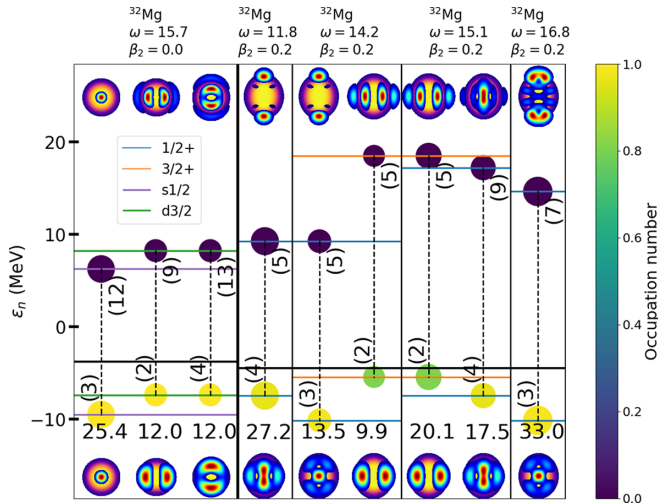 ³²Mg ³²Mg ³²Mg ³²Mg ³²Mg
ω = 15.7 ω = 11.8 ω = 14.2 ω = 15.1 ω = 16.8
β₂ = 0.0 β₂ = 0.2 β₂ = 0.2 β₂ = 0.2 β₂ = 0.2
1/2+
3/2+
s1/2
d3/2
20
10
0
−10
εₙ (MeV)
(12) (9) (13) (5) (5) (5) (5) (9) (7)
(3) (2) (4) (4) (3) (2) (2) (4) (3)
25.4 12.0 12.0 27.2 13.5 9.9 20.1 17.5 33.0
1.0
0.8
0.6
0.4
0.2
0.0
Occupation number